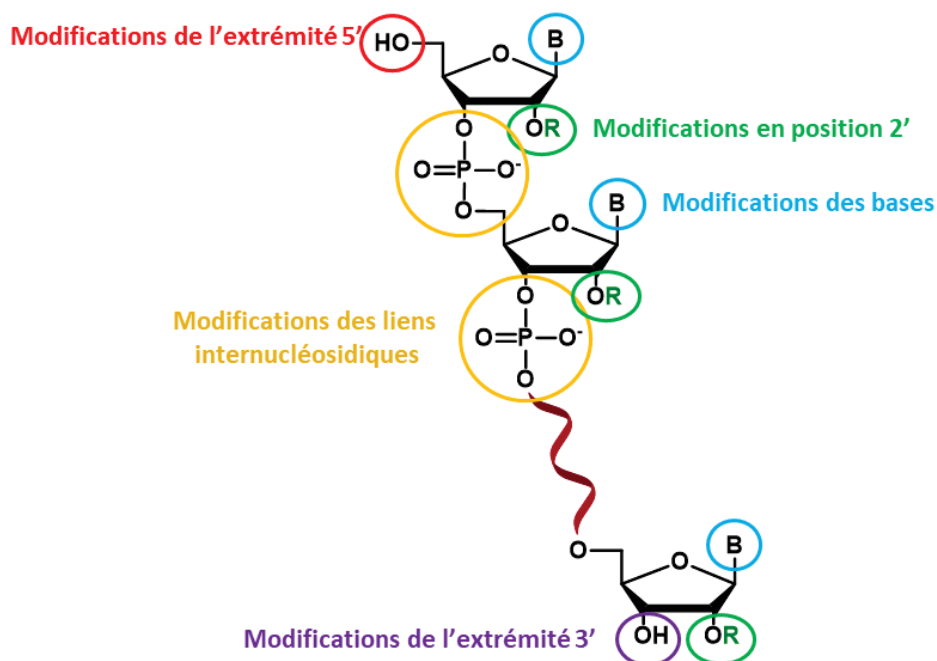 Modifications de l’extrémité 5’
HO
O
B
O
OR
Modifications en position 2’
O=P–O-
O
O
B
Modifications des bases
O
OR
Modifications des liens
internucléosidiques
O=P–O-
O
O
O
B
OH
OR
Modifications de l’extrémité 3’